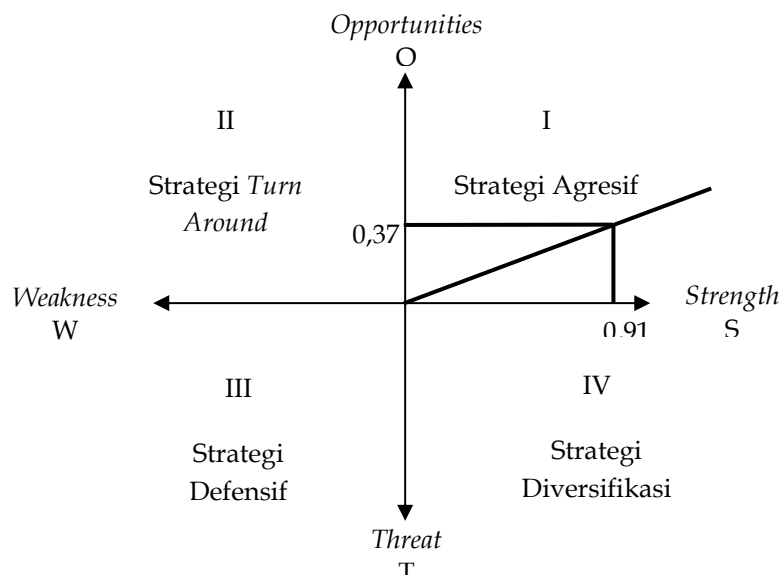 Opportunities
O
II
I
Strategi Turn
Around
Strategi Agresif
0,37
Weakness
W
Strength
S
0.91
III
IV
Strategi
Defensif
Strategi
Diversifikasi
Threat
T